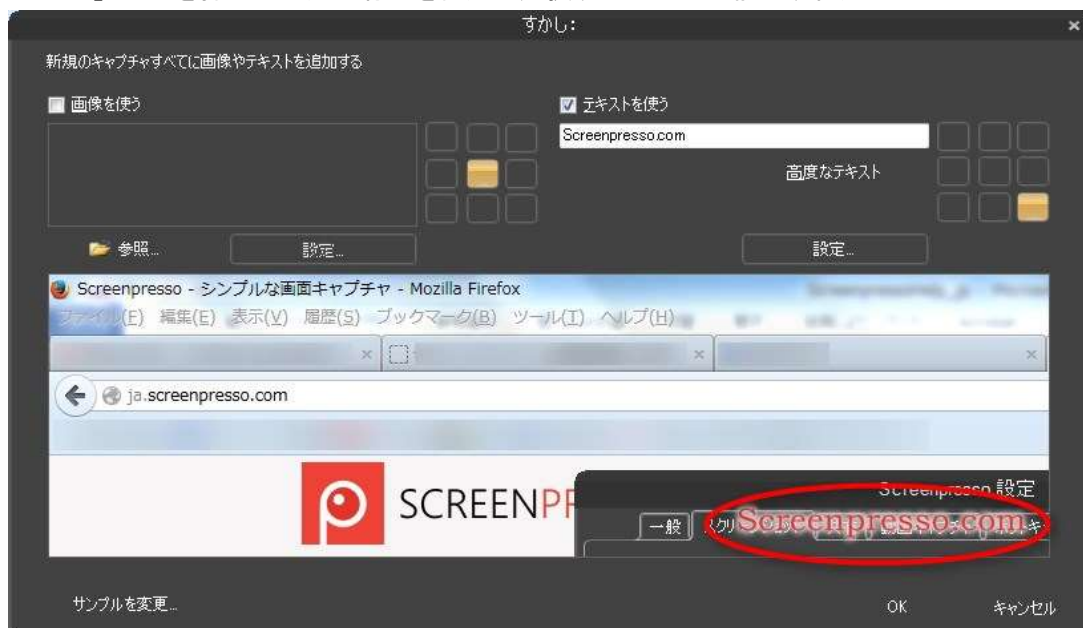 すかし:
新規のキャプチャすべてに画像やテキストを追加する
画像を使う
テキストを使う
Screenpresso.com
高度なテキスト
参照...
設定...
設定...
Screenpresso - シンプルな画面キャプチャ - Mozilla Firefox
ファイル(F) 編集(E) 表示(V) 履歴(S) ブックマーク(B) ツール(T) ヘルプ(H)
ja.screenpresso.com
SCREENPR
Screenpresso 設定
一般
Screenpresso.com
サンプルを変更...
OK
キャンセル